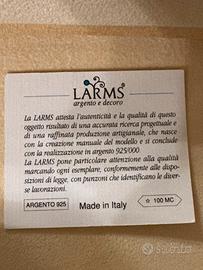 LARMS®
argento e decoro
La LARMS attesta l'autenticità e la qualità di questo
oggetto risultato di una accurata ricerca progettuale e
di una raffinata produzione artigianale, che nasce
con la creazione manuale del modello e si conclude
con la realizzazione in argento 925/000.
La LARMS pone particolare attenzione alla qualità
marcando ogni esemplare, conformemente alle dispo-
sizioni di legge, con punzoni che identificano le diver-
se lavorazioni.
ARGENTO 925 Made in Italy ☆ 100 MC
subito